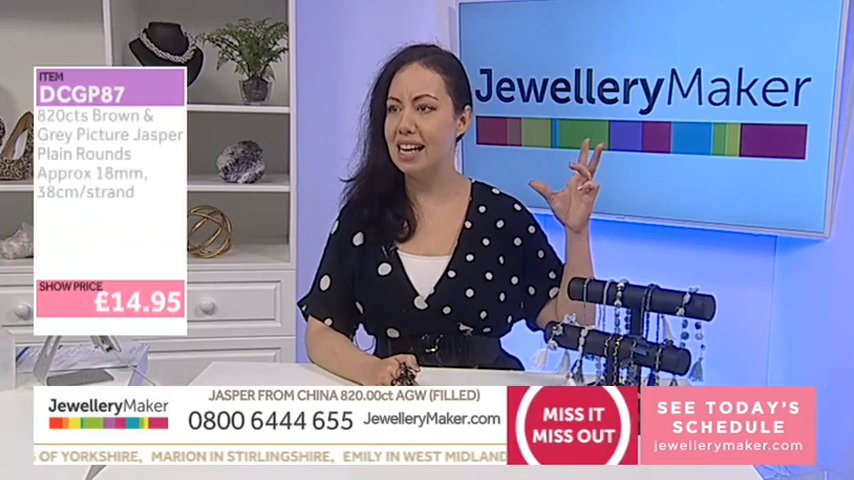 JewelleryMaker
ITEM
DCGP87
820cts Brown &
Grey Picture Jasper
Plain Rounds
Approx 18mm,
38cm/strand
SHOW PRICE
£14.95
JewelleryMaker
JASPER FROM CHINA 820.00ct AGW (FILLED)
0800 6444 655 JewelleryMaker.com
MISS IT
MISS OUT
SEE TODAY'S
SCHEDULE
jewellerymaker.com
OF YORKSHIRE, MARION IN STIRLINGSHIRE, EMILY IN WEST MIDLAND